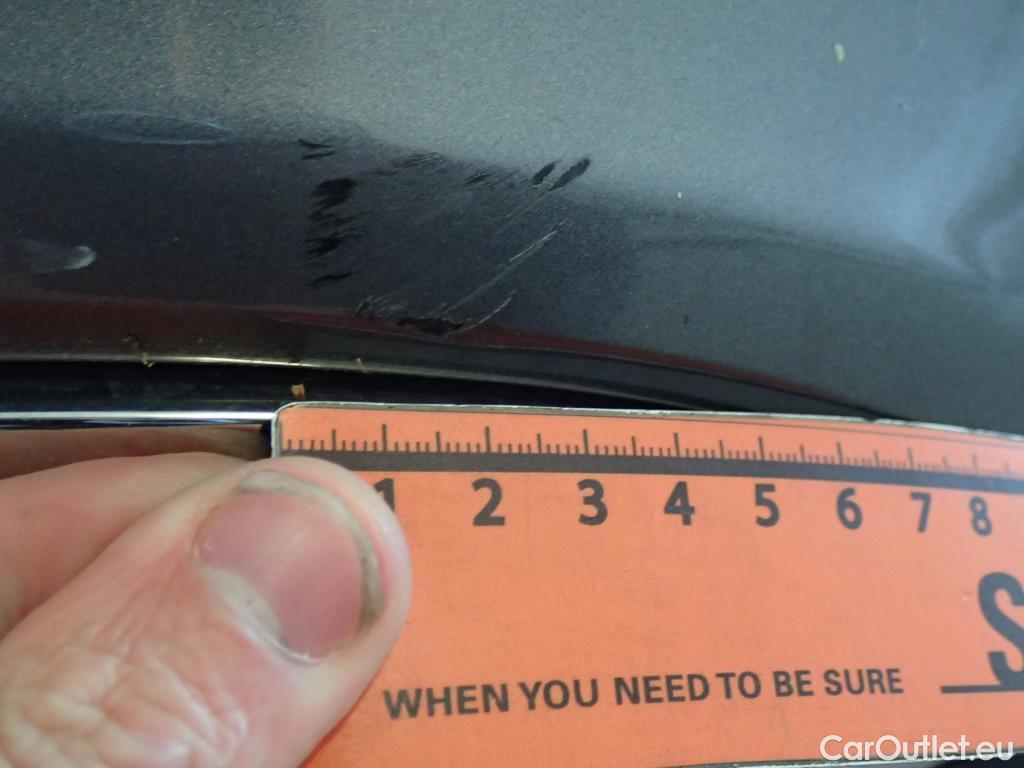 1 2 3 4 5 6 7 8
S
WHEN YOU NEED TO BE SURE
CarOutlet.eu